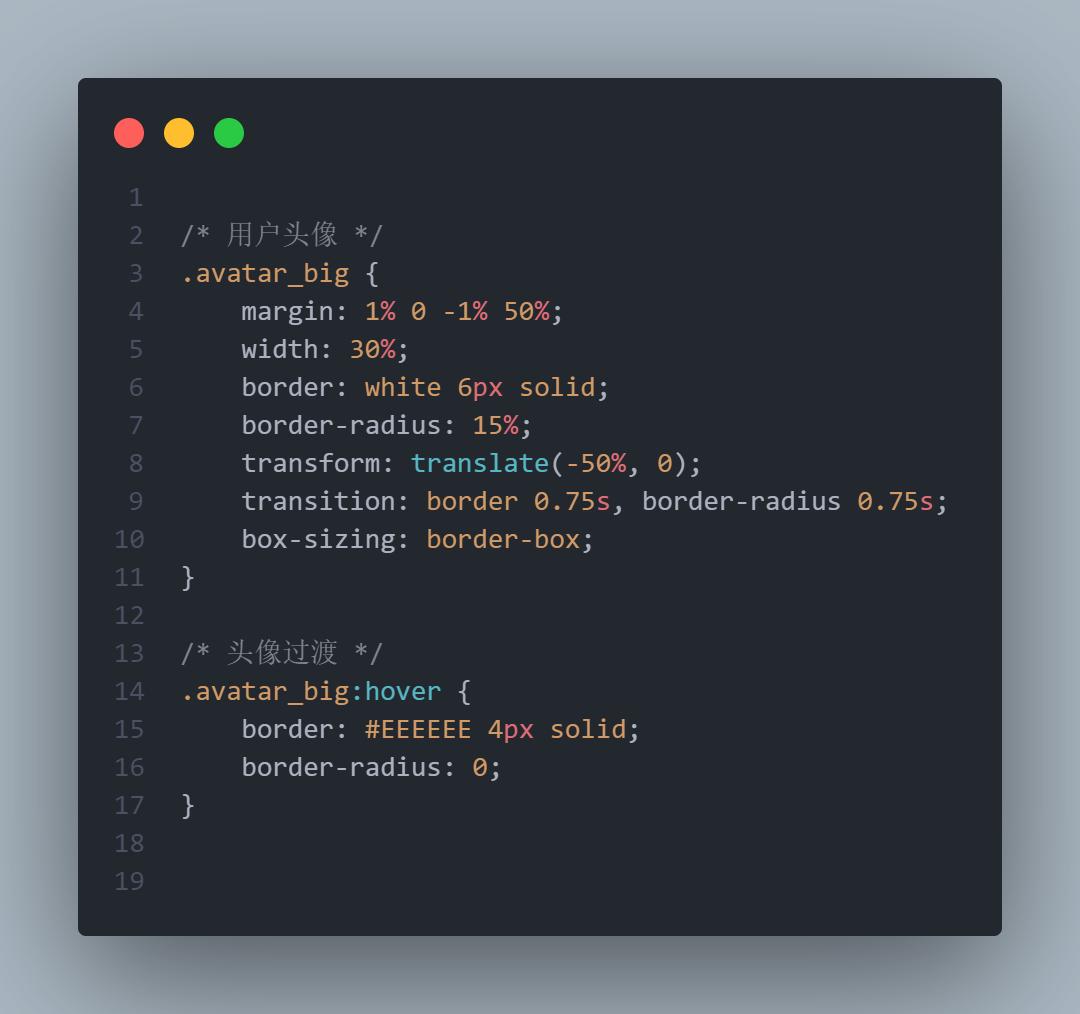 1
2 /* 用户头像 */
3 .avatar_big {
4     margin: 1% 0 -1% 50%;
5     width: 30%;
6     border: white 6px solid;
7     border-radius: 15%;
8     transform: translate(-50%, 0);
9     transition: border 0.75s, border-radius 0.75s;
10     box-sizing: border-box;
11 }
12
13 /* 头像过渡 */
14 .avatar_big:hover {
15     border: #EEEEEE 4px solid;
16     border-radius: 0;
17 }
18
19